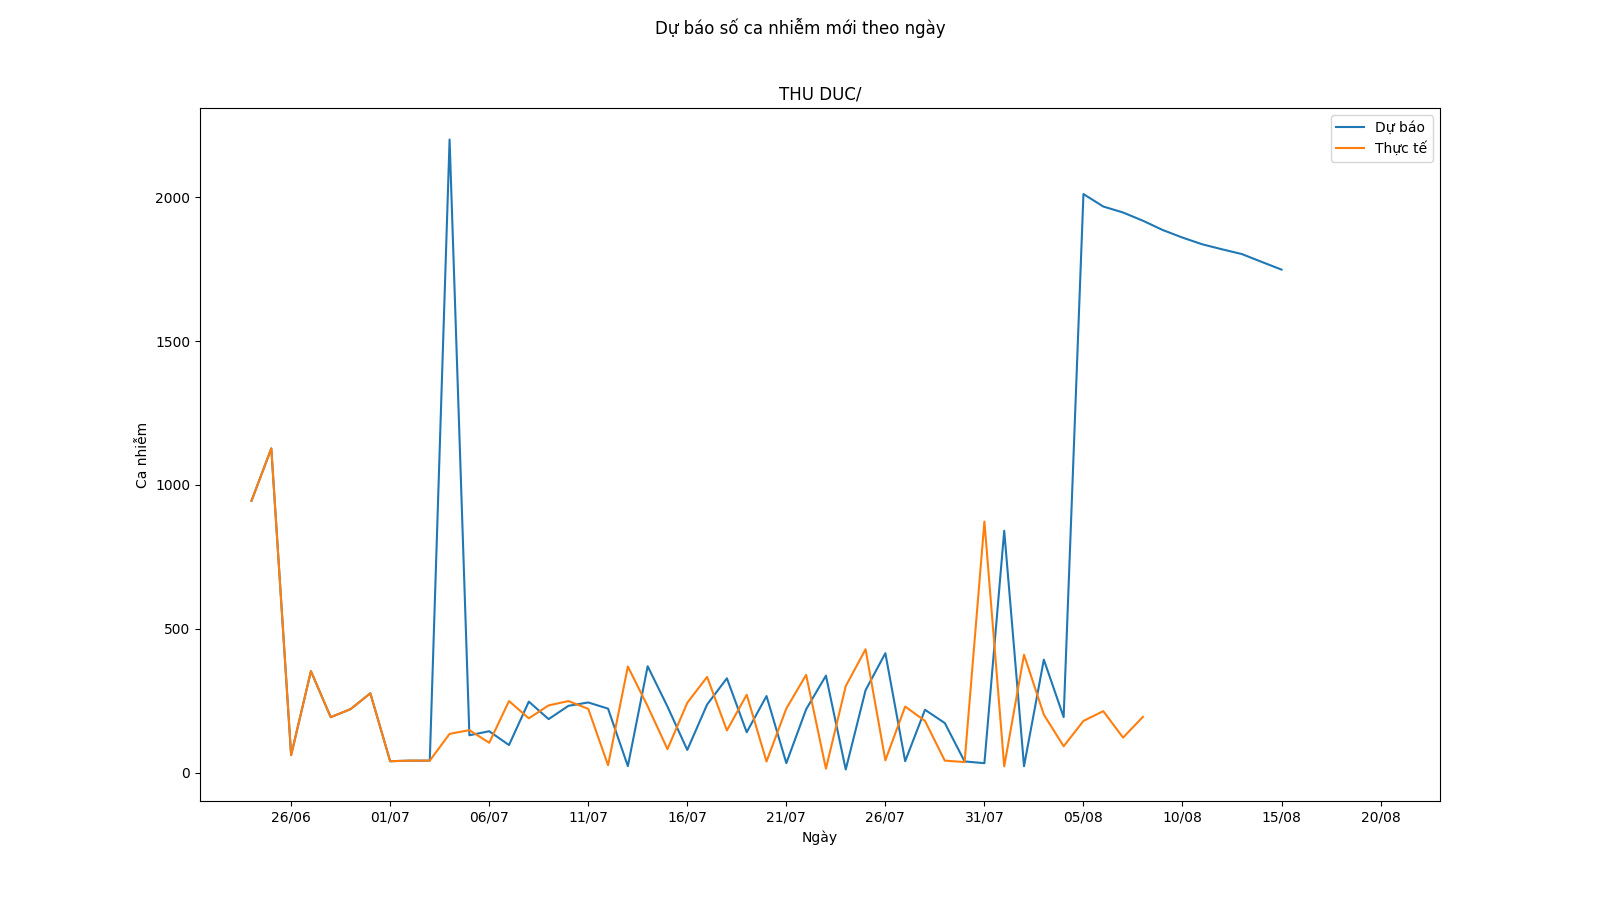 Dự báo số ca nhiễm mới theo ngày
THU DUC/
Dự báo
Thực tế
2000
1500
1000
500
0
Ca nhiễm
26/06 01/07 06/07 11/07 16/07 21/07 26/07 31/07 05/08 10/08 15/08 20/08
Ngày